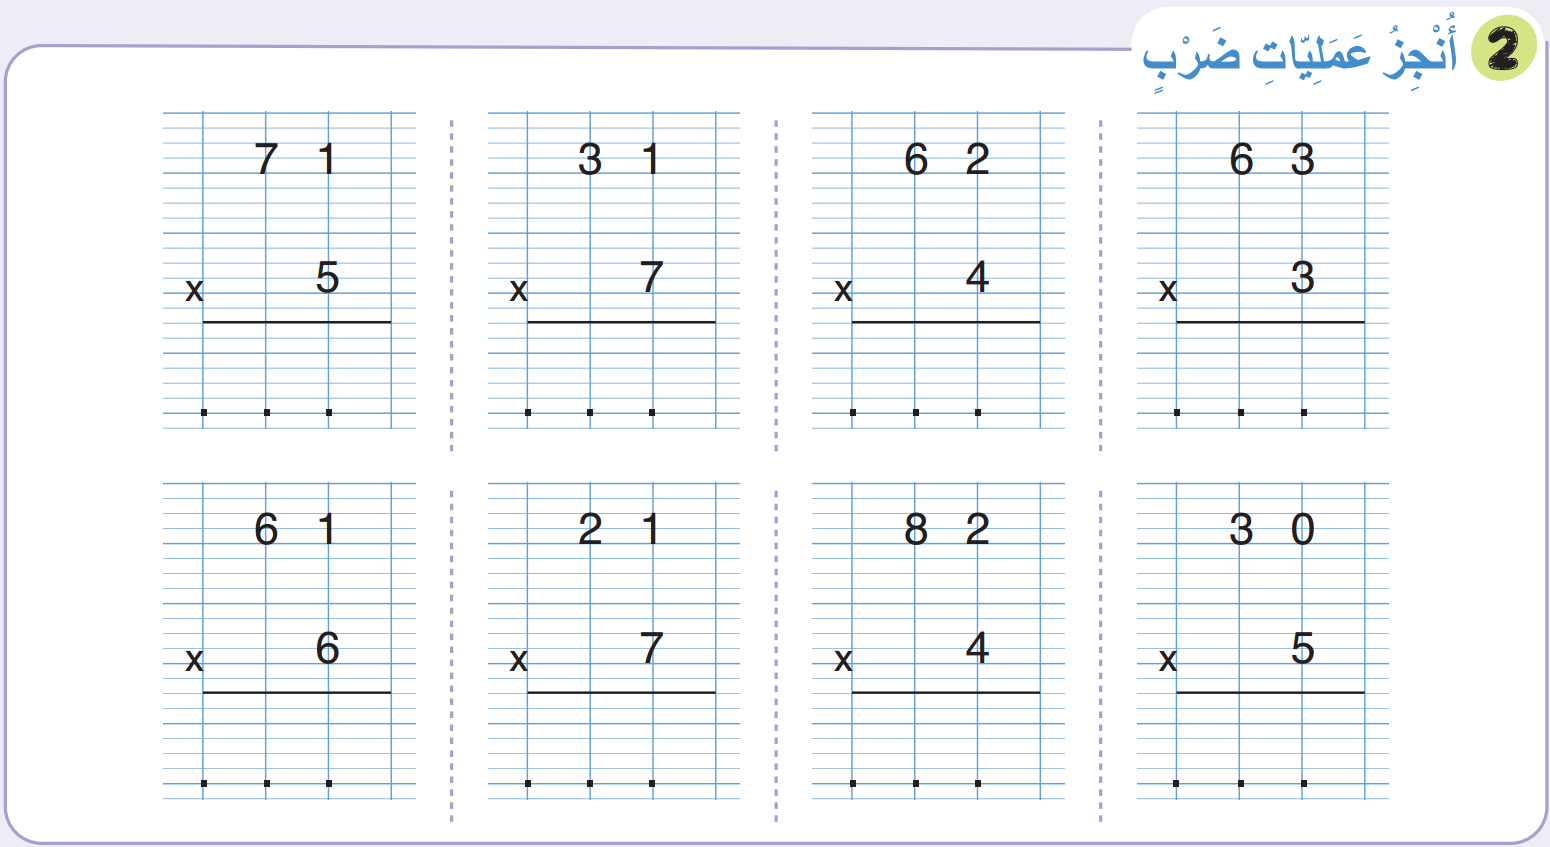 2 أُنْجِزُ عَمَلِيّاتِ ضَرْبٍ
7 1   3 1   6 2   6 3
x 5   x 7   x 4   x 3
. . .   . . .   . . .   . . .
6 1   2 1   8 2   3 0
x 6   x 7   x 4   x 5
. . .   . . .   . . .   . . .